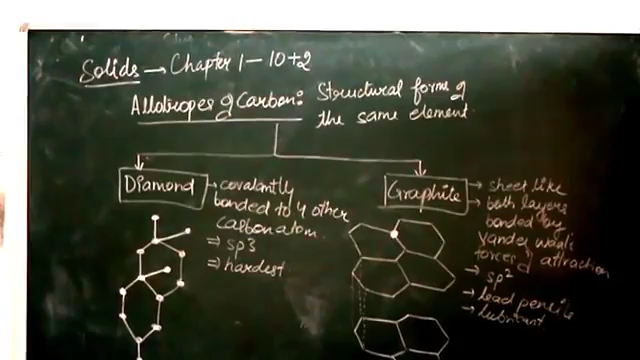 Solids → Chapter 1 - 10+2
Allotropes of Carbon: Structural forms of
the same element.
Diamond
→ covalantly
bonded to 4 other
carbon atom.
⇒ sp3
⇒ hardest
Graphite
→ sheet like
→ both layers
bonded by
Vander waal's
forces of attraction
→ sp2
→ lead pencils
→ lubricant